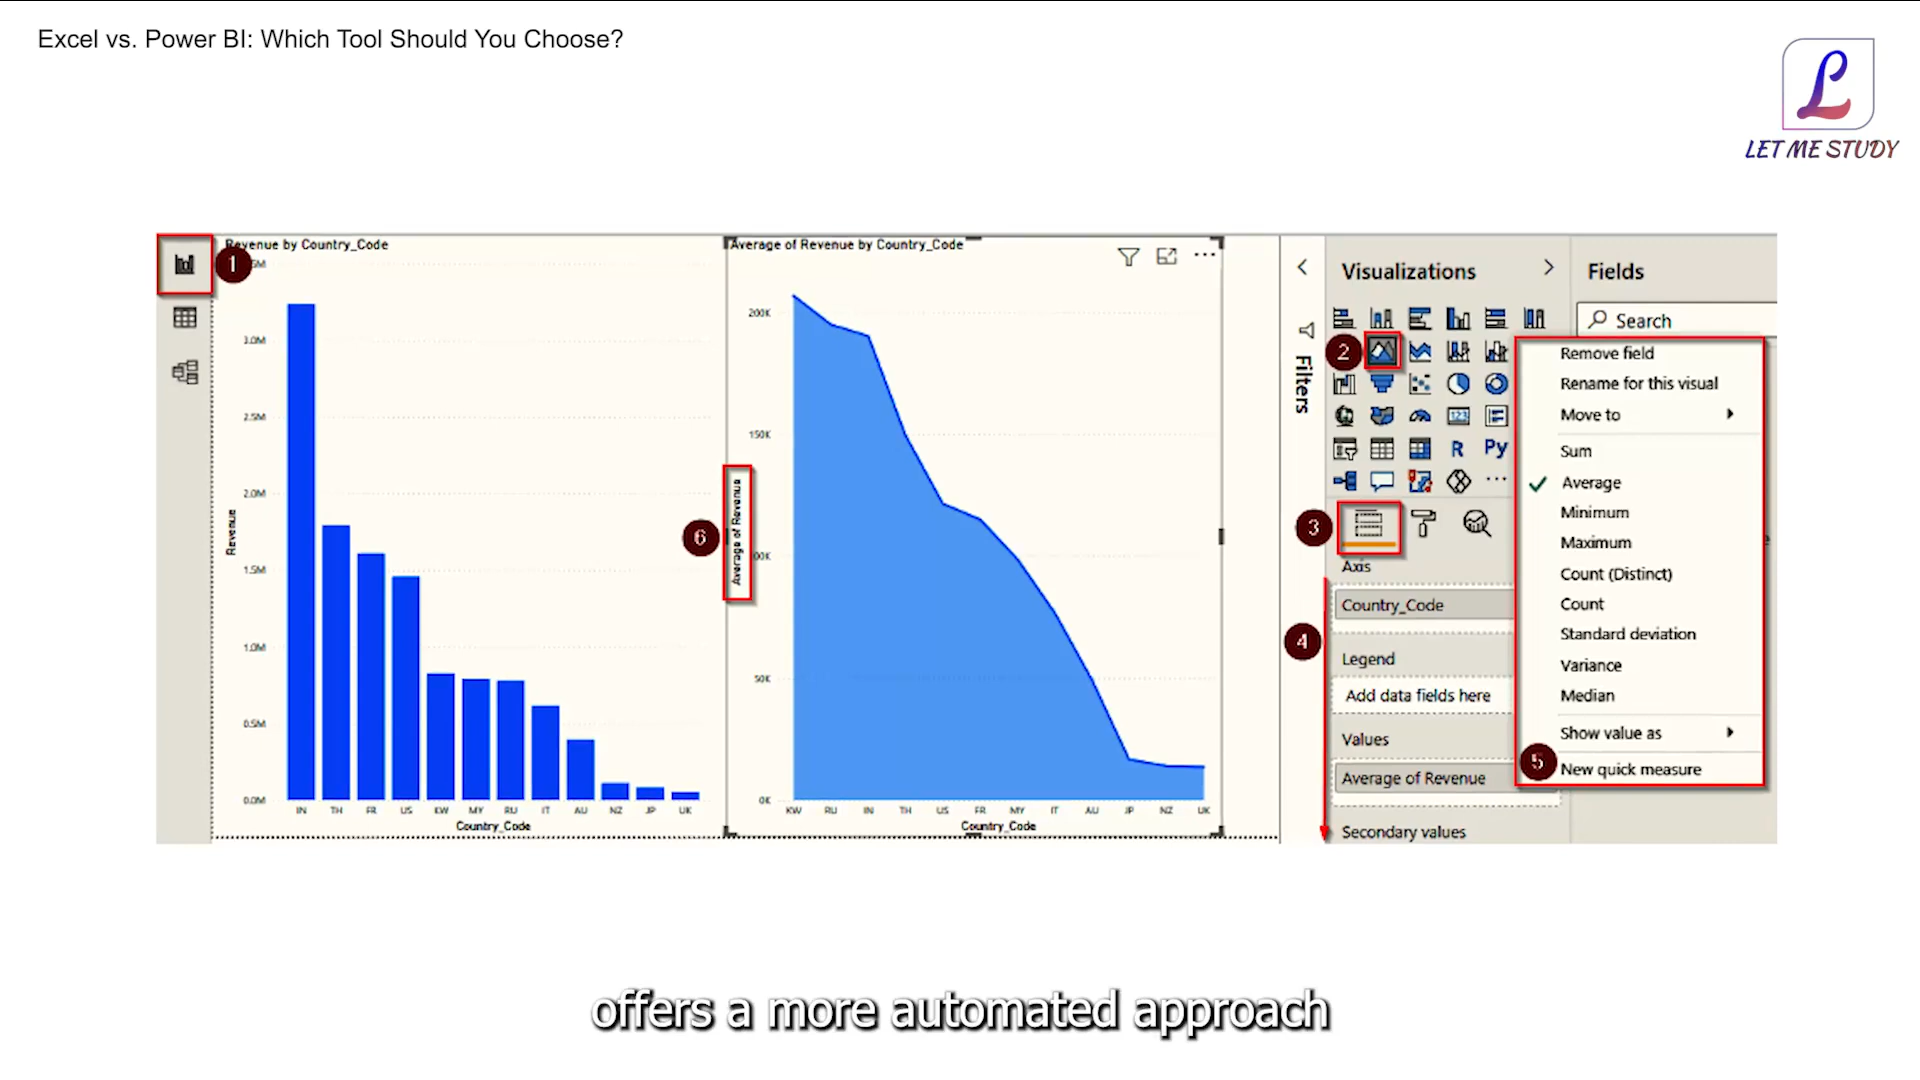 Excel vs. Power BI: Which Tool Should You Choose?
L
LET ME STUDY
1
Revenue by Country_Code
3.0M
2.5M
2.0M
1.5M
1.0M
0.5M
0.0M
Revenue
IN TH FR US KW MY RU IT AU NZ JP UK
Country_Code
Average of Revenue by Country_Code
200K
150K
50K
0K
6
Average of Revenue
KW RU IN TH US FR MY IT AU JP NZ UK
Country_Code
Filters
Visualizations
2
123
R Py
3
Axis
Country_Code
4
Legend
Add data fields here
Values
Average of Revenue
Secondary values
Fields
Search
Remove field
Rename for this visual
Move to
Sum
Average
Minimum
Maximum
Count (Distinct)
Count
Standard deviation
Variance
Median
Show value as
5
New quick measure
offers a more automated approach